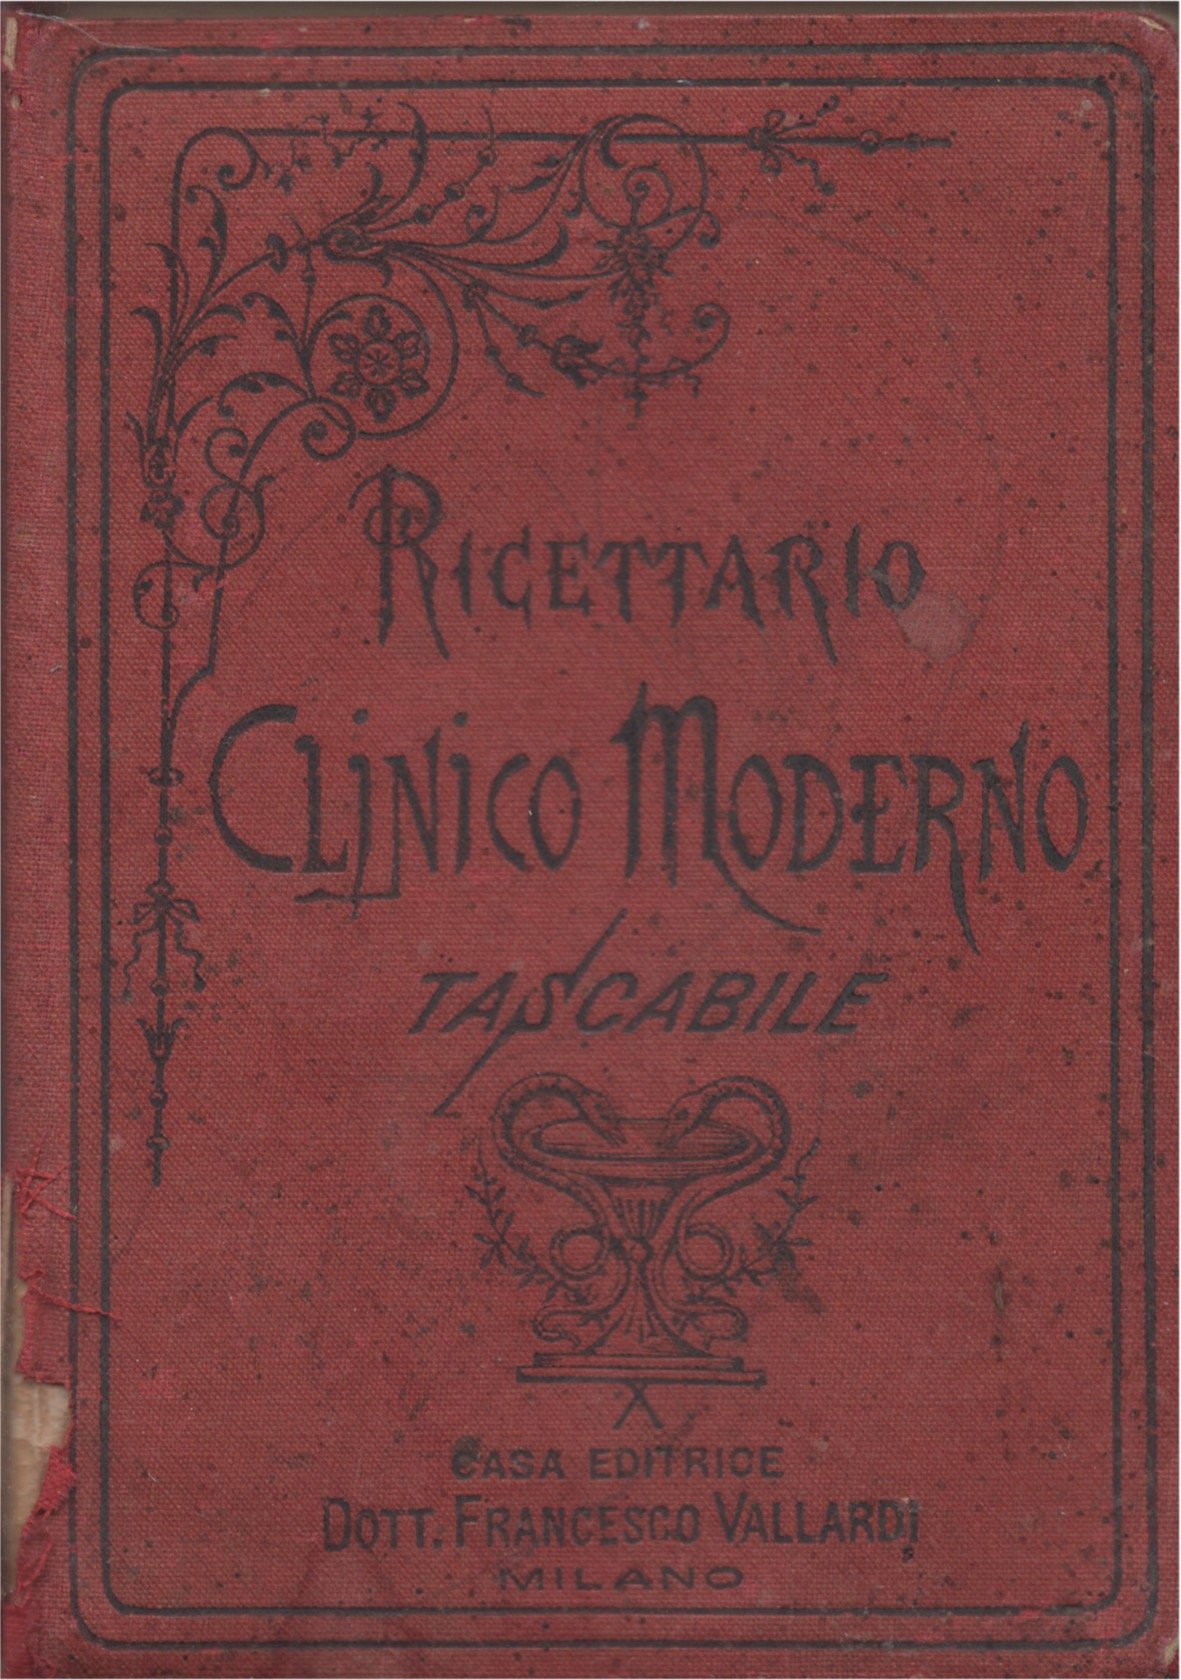 RICETTARIO
CLINICO MODERNO
TASCABILE
CASA EDITRICE
DOTT. FRANCESCO VALLARDI
MILANO